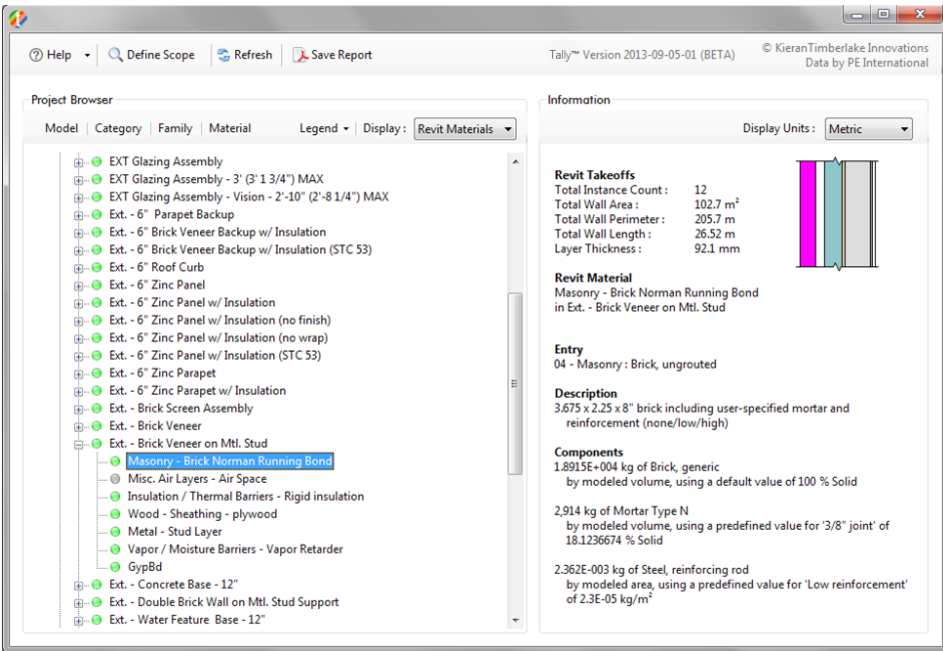 Help
Define Scope
Refresh
Save Report
Tally™ Version 2013-09-05-01 (BETA)
© KieranTimberlake Innovations
Data by PE International
Project Browser
Model | Category | Family | Material
Legend
Display :
Revit Materials
EXT Glazing Assembly
EXT Glazing Assembly - 3' (3' 1 3/4") MAX
EXT Glazing Assembly - Vision - 2'-10" (2'-8 1/4") MAX
Ext. - 6" Parapet Backup
Ext. - 6" Brick Veneer Backup w/ Insulation
Ext. - 6" Brick Veneer Backup w/ Insulation (STC 53)
Ext. - 6" Roof Curb
Ext. - 6" Zinc Panel
Ext. - 6" Zinc Panel w/ Insulation
Ext. - 6" Zinc Panel w/ Insulation (no finish)
Ext. - 6" Zinc Panel w/ Insulation (no wrap)
Ext. - 6" Zinc Panel w/ Insulation (STC 53)
Ext. - 6" Zinc Parapet
Ext. - 6" Zinc Parapet w/ Insulation
Ext. - Brick Screen Assembly
Ext. - Brick Veneer
Ext. - Brick Veneer on Mtl. Stud
Masonry - Brick Norman Running Bond
Misc. Air Layers - Air Space
Insulation / Thermal Barriers - Rigid insulation
Wood - Sheathing - plywood
Metal - Stud Layer
Vapor / Moisture Barriers - Vapor Retarder
GypBd
Ext. - Concrete Base - 12"
Ext. - Double Brick Wall on Mtl. Stud Support
Ext. - Water Feature Base - 12"
Information
Display Units :
Metric
Revit Takeoffs
Total Instance Count : 12
Total Wall Area : 102.7 m²
Total Wall Perimeter : 205.7 m
Total Wall Length : 26.52 m
Layer Thickness : 92.1 mm
Revit Material
Masonry - Brick Norman Running Bond
in Ext. - Brick Veneer on Mtl. Stud
Entry
04 - Masonry : Brick, ungrouted
Description
3.675 x 2.25 x 8" brick including user-specified mortar and
reinforcement (none/low/high)
Components
1.8915E+004 kg of Brick, generic
by modeled volume, using a default value of 100 % Solid
2,914 kg of Mortar Type N
by modeled volume, using a predefined value for '3/8" joint' of
18.1236674 % Solid
2.362E-003 kg of Steel, reinforcing rod
by modeled area, using a predefined value for 'Low reinforcement'
of 2.3E-05 kg/m²